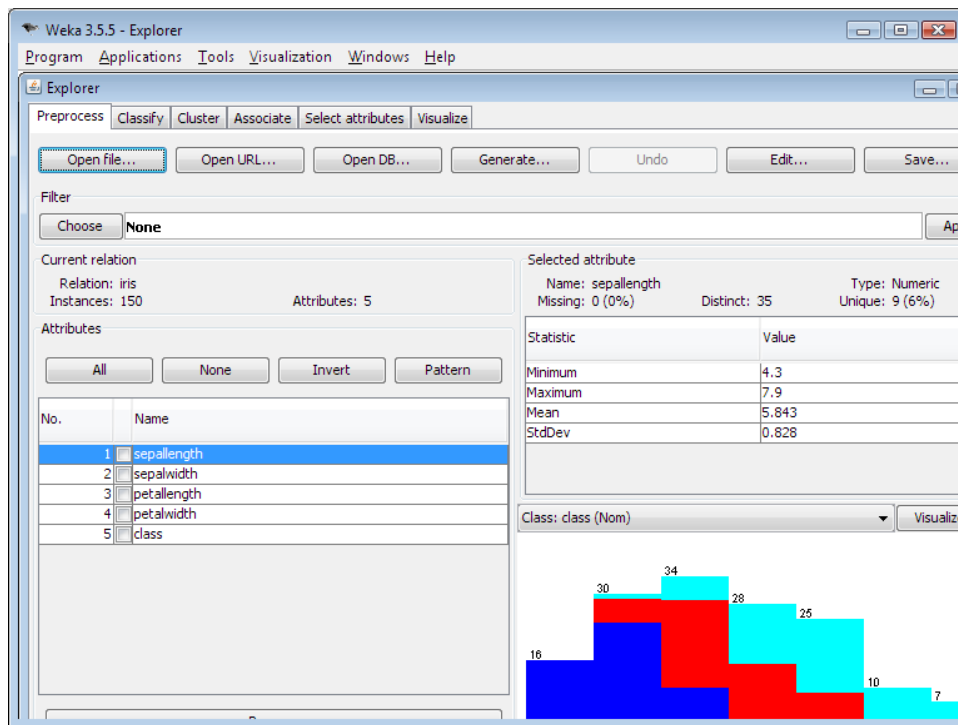 Weka 3.5.5 - Explorer
Program Applications Tools Visualization Windows Help
Explorer
Preprocess Classify Cluster Associate Select attributes Visualize
Open file... Open URL... Open DB... Generate... Undo Edit... Save...
Filter
Choose None Ap
Current relation
Relation: iris
Instances: 150 Attributes: 5
Selected attribute
Name: sepallength Type: Numeric
Missing: 0 (0%) Distinct: 35 Unique: 9 (6%)
Attributes
All None Invert Pattern
No. Name
1 sepallength
2 sepalwidth
3 petallength
4 petalwidth
5 class
Statistic Value
Minimum 4.3
Maximum 7.9
Mean 5.843
StdDev 0.828
Class: class (Nom) Visualiz
16 30 34 28 25 10 7